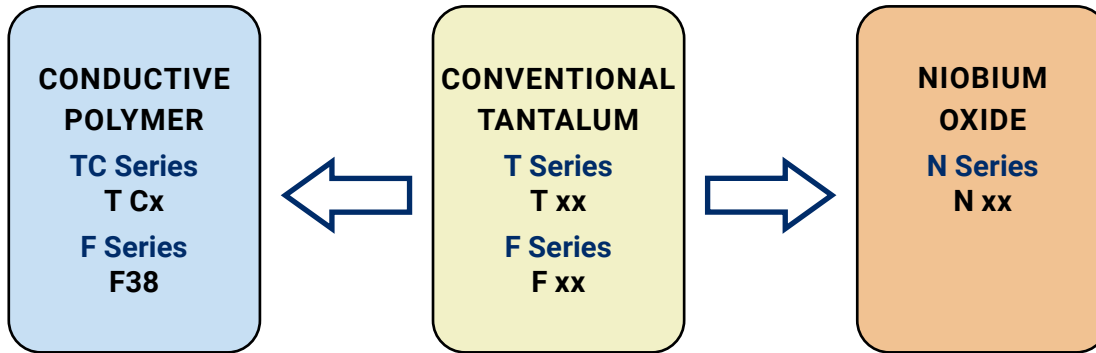 CONDUCTIVE
POLYMER
TC Series
T Cx
F Series
F38
CONVENTIONAL
TANTALUM
T Series
T xx
F Series
F xx
NIOBIUM
OXIDE
N Series
N xx